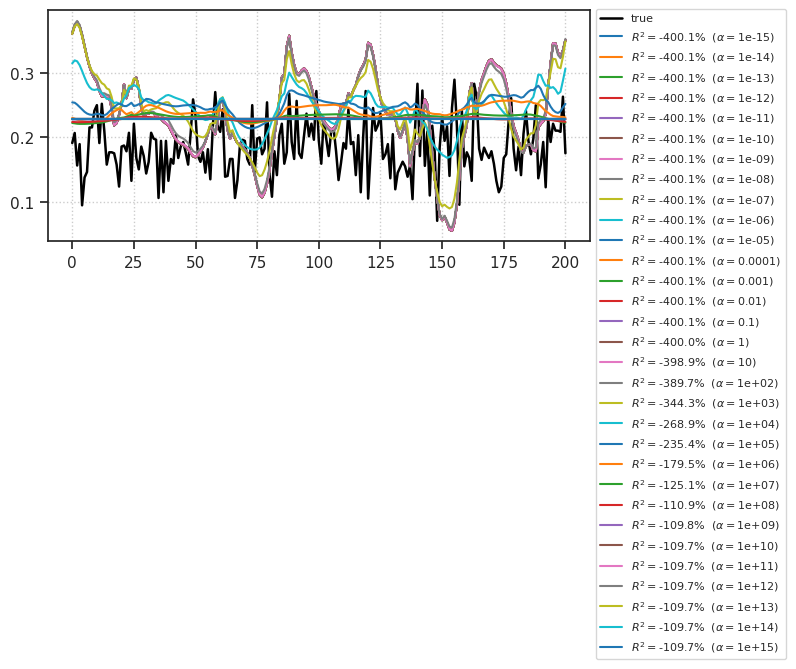 true
R² = -400.1% (α = 1e-15)
R² = -400.1% (α = 1e-14)
R² = -400.1% (α = 1e-13)
R² = -400.1% (α = 1e-12)
R² = -400.1% (α = 1e-11)
R² = -400.1% (α = 1e-10)
R² = -400.1% (α = 1e-09)
R² = -400.1% (α = 1e-08)
R² = -400.1% (α = 1e-07)
R² = -400.1% (α = 1e-06)
R² = -400.1% (α = 1e-05)
R² = -400.1% (α = 0.0001)
R² = -400.1% (α = 0.001)
R² = -400.1% (α = 0.01)
R² = -400.1% (α = 0.1)
R² = -400.0% (α = 1)
R² = -398.9% (α = 10)
R² = -389.7% (α = 1e+02)
R² = -344.3% (α = 1e+03)
R² = -268.9% (α = 1e+04)
R² = -235.4% (α = 1e+05)
R² = -179.5% (α = 1e+06)
R² = -125.1% (α = 1e+07)
R² = -110.9% (α = 1e+08)
R² = -109.8% (α = 1e+09)
R² = -109.7% (α = 1e+10)
R² = -109.7% (α = 1e+11)
R² = -109.7% (α = 1e+12)
R² = -109.7% (α = 1e+13)
R² = -109.7% (α = 1e+14)
R² = -109.7% (α = 1e+15)
0.3
0.2
0.1
0 25 50 75 100 125 150 175 200